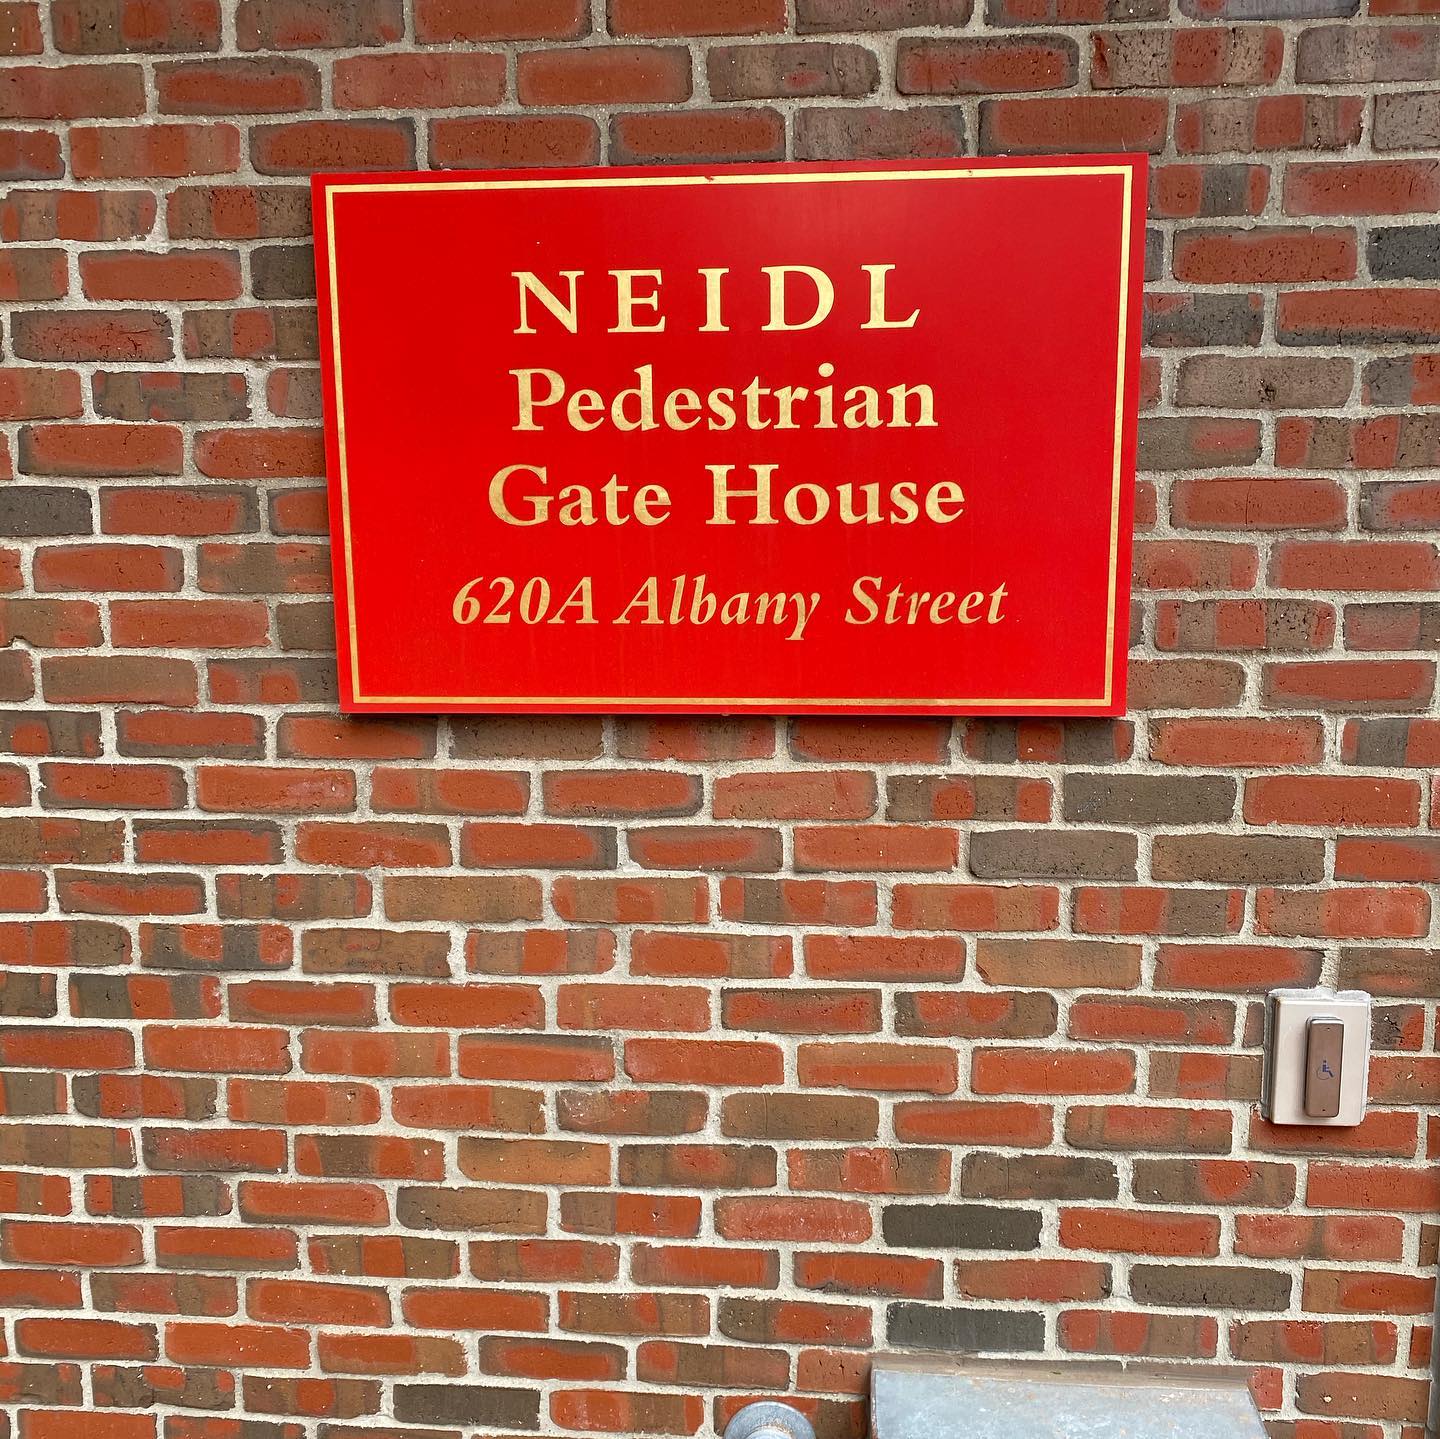 NEIDL
Pedestrian
Gate House
620A Albany Street